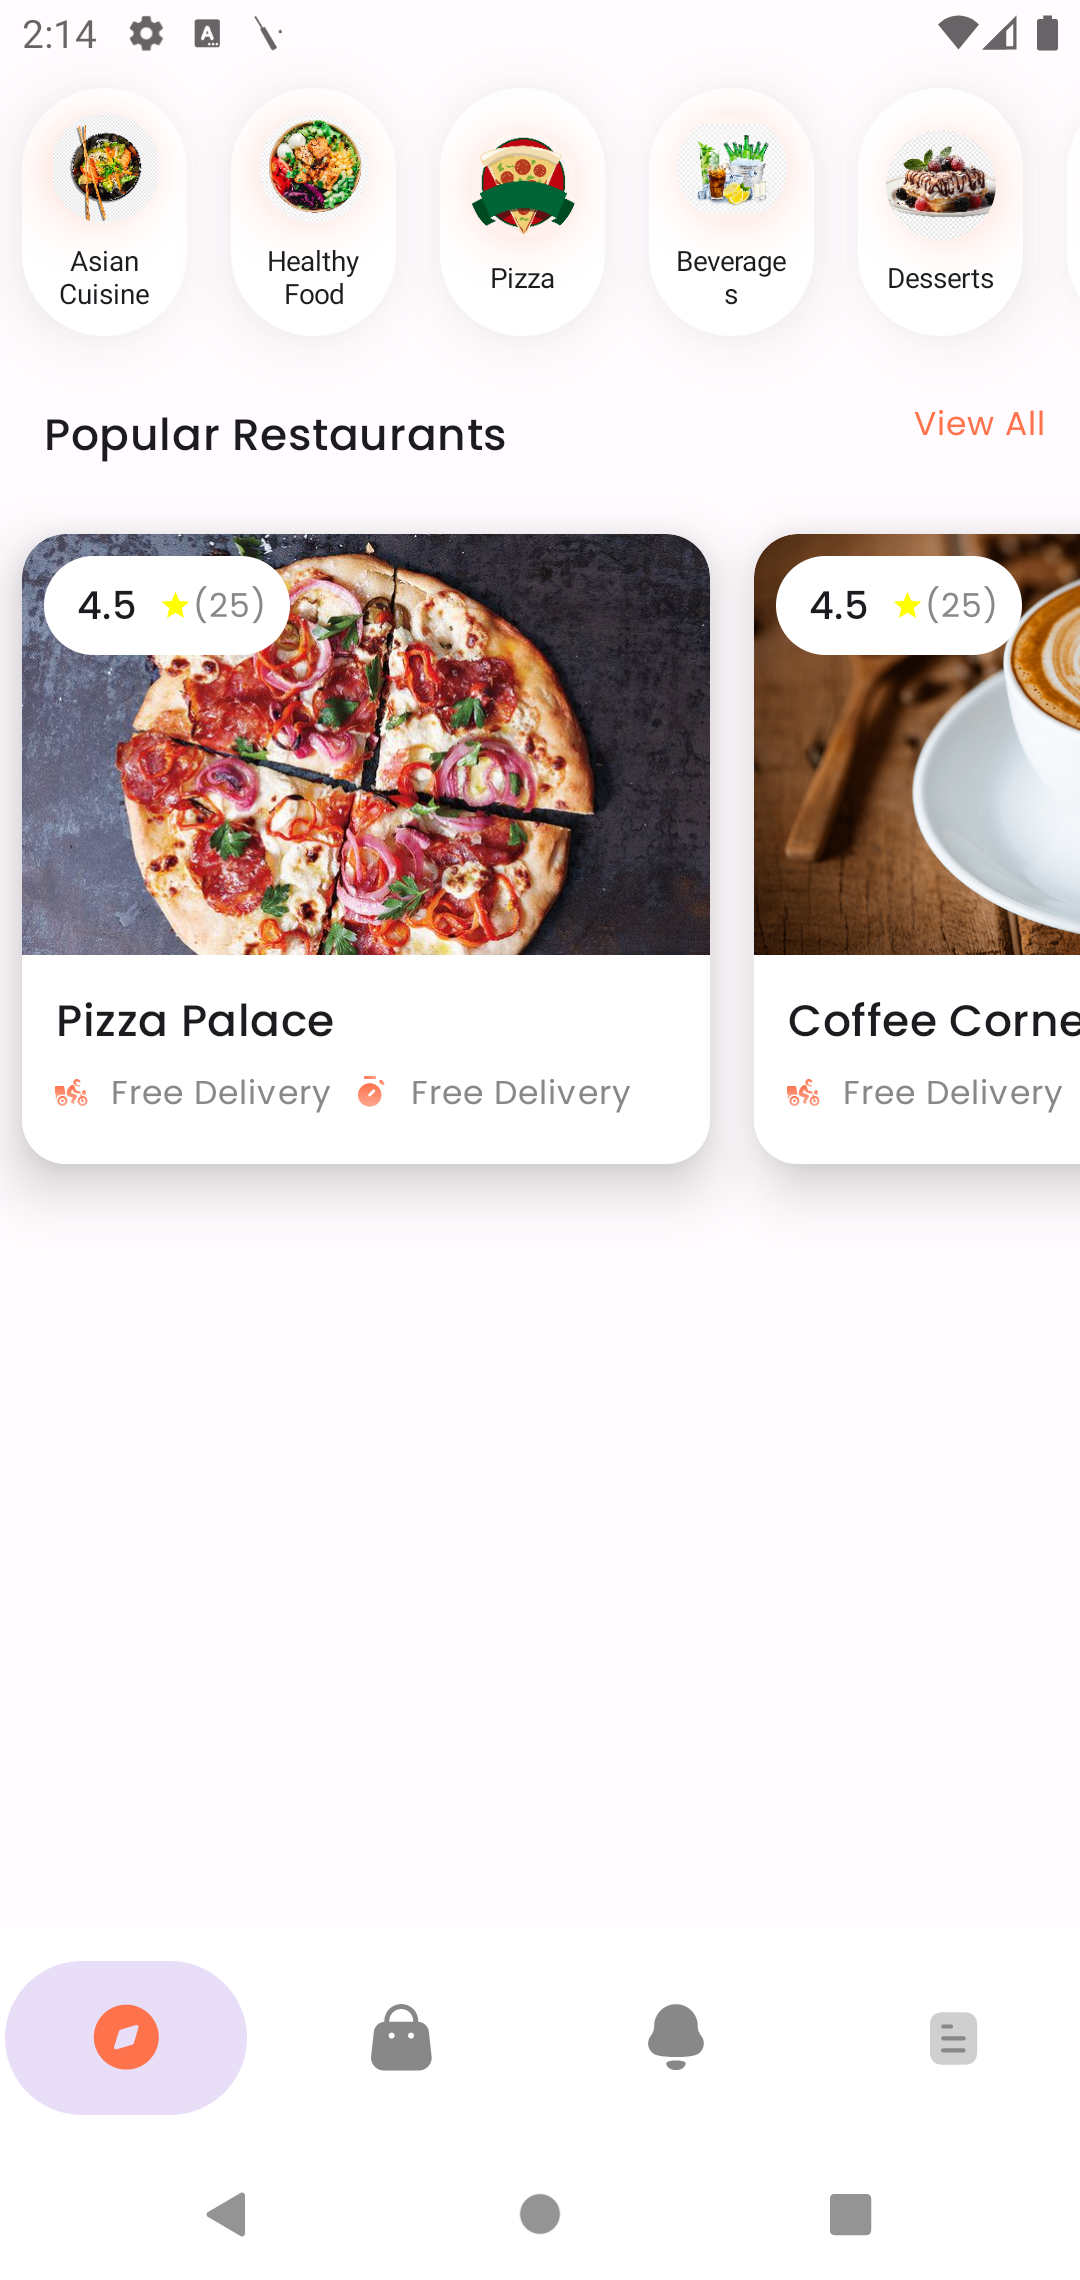 2:14
Asian
Cuisine
Healthy
Food
Pizza
Beverage
s
Desserts
Popular Restaurants
View All
4.5 (25)
4.5 (25)
Pizza Palace
Coffee Corne
Free Delivery Free Delivery
Free Delivery